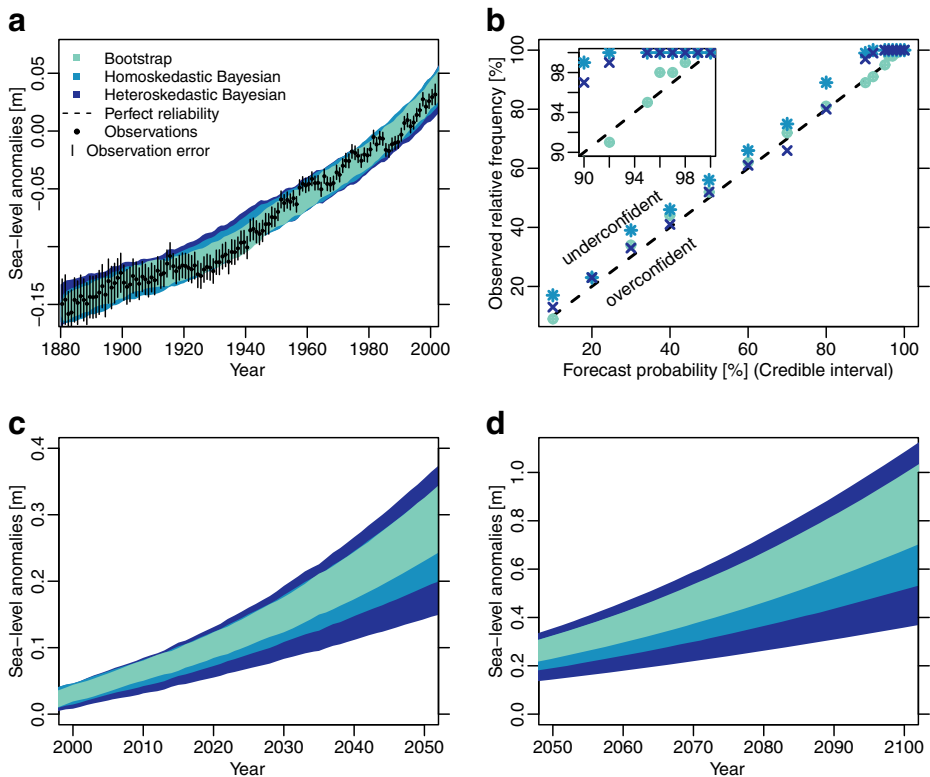 a
Sea−level anomalies [m]
0.05
0.00
−0.05
−0.15
Bootstrap
Homoskedastic Bayesian
Heteroskedastic Bayesian
Perfect reliability
Observations
Observation error
1880 1900 1920 1940 1960 1980 2000
Year
b
Observed relative frequency [%]
100
80
60
40
20
98
94
90
90 92 94 96 98
underconfident
overconfident
20 40 60 80 100
Forecast probability [%] (Credible interval)
c
Sea−level anomalies [m]
0.4
0.3
0.2
0.1
0.0
2000 2010 2020 2030 2040 2050
Year
d
Sea−level anomalies [m]
1.0
0.8
0.6
0.4
0.2
0.0
2050 2060 2070 2080 2090 2100
Year